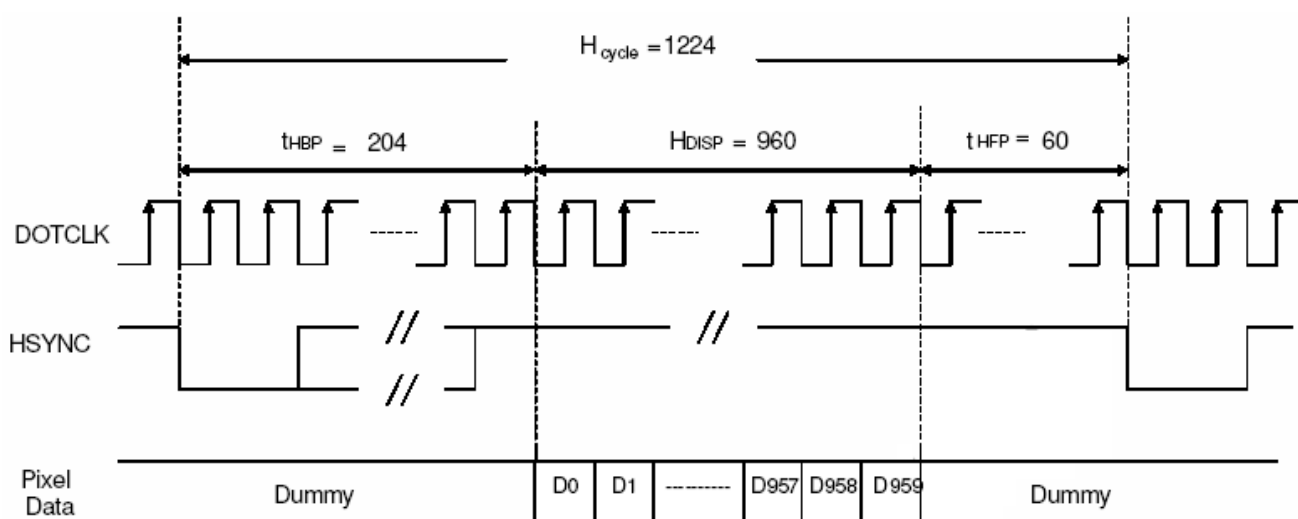 H cycle =1224
tHBP = 204
HDISP = 960
tHFP = 60
DOTCLK
HSYNC
Pixel Data
Dummy
D0
D1
D957
D958
D959
Dummy